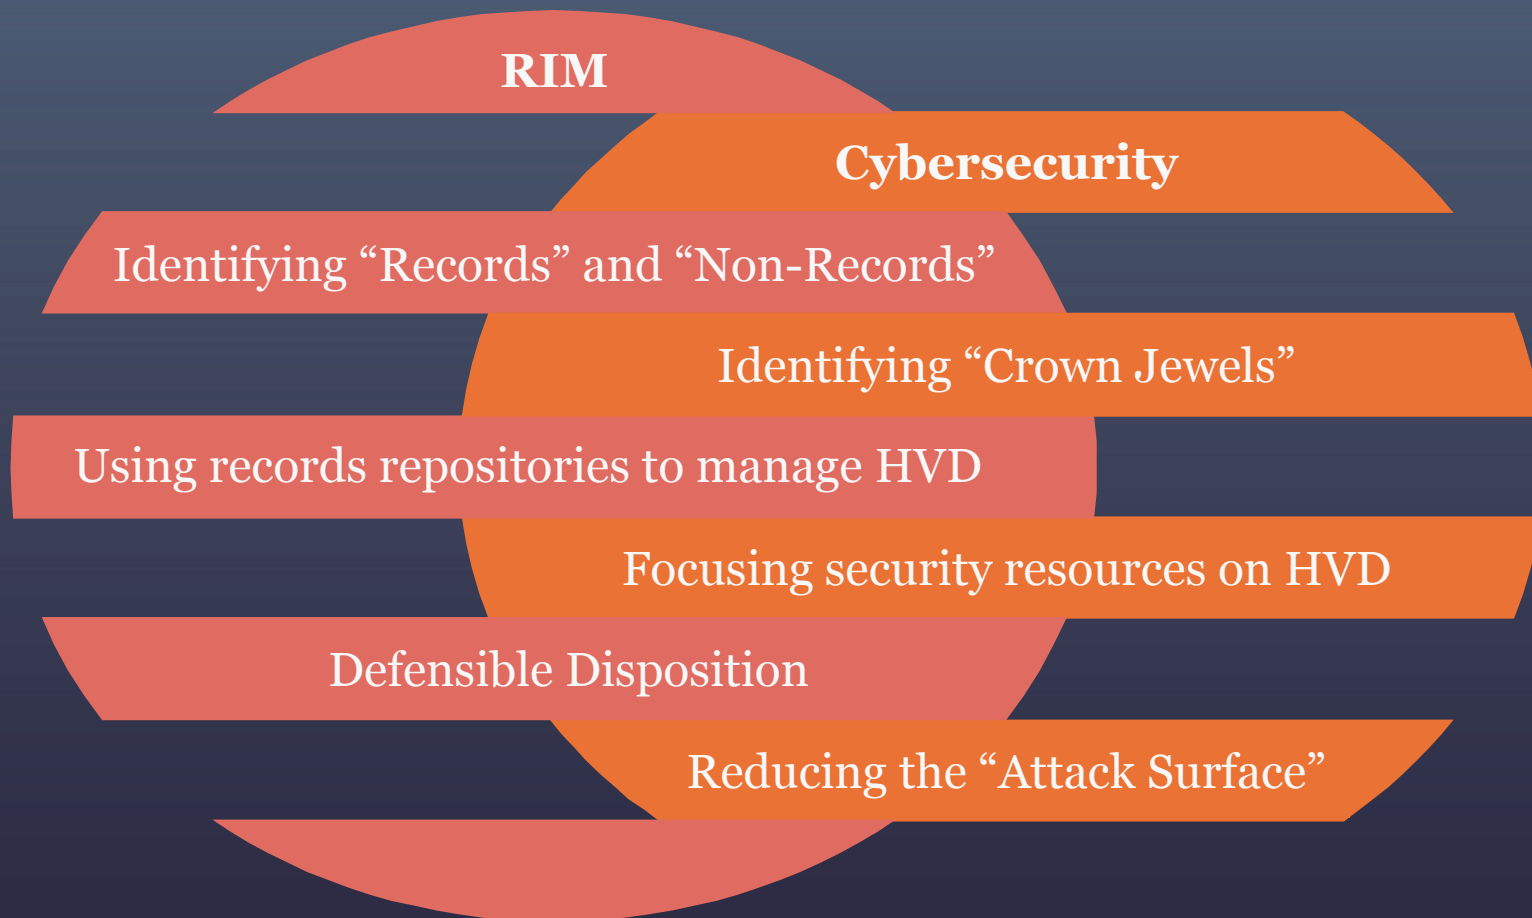 RIM
Cybersecurity
Identifying “Records” and “Non-Records”
Identifying “Crown Jewels”
Using records repositories to manage HVD
Focusing security resources on HVD
Defensible Disposition
Reducing the “Attack Surface”